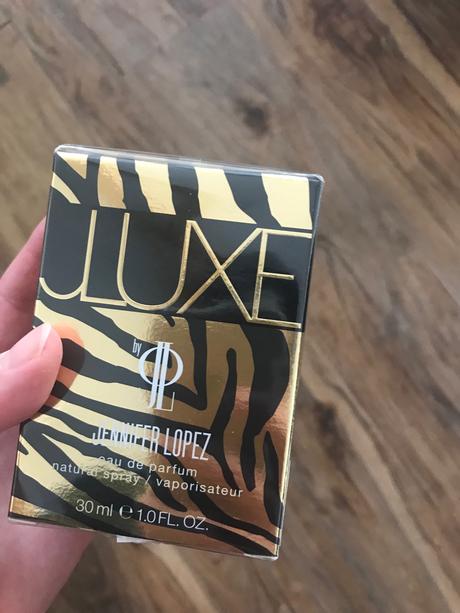 JLUXE
by
JL
JENNIFER LOPEZ
eau de parfum
natural spray / vaporisateur
30 ml ℮ 1.0 FL. OZ.